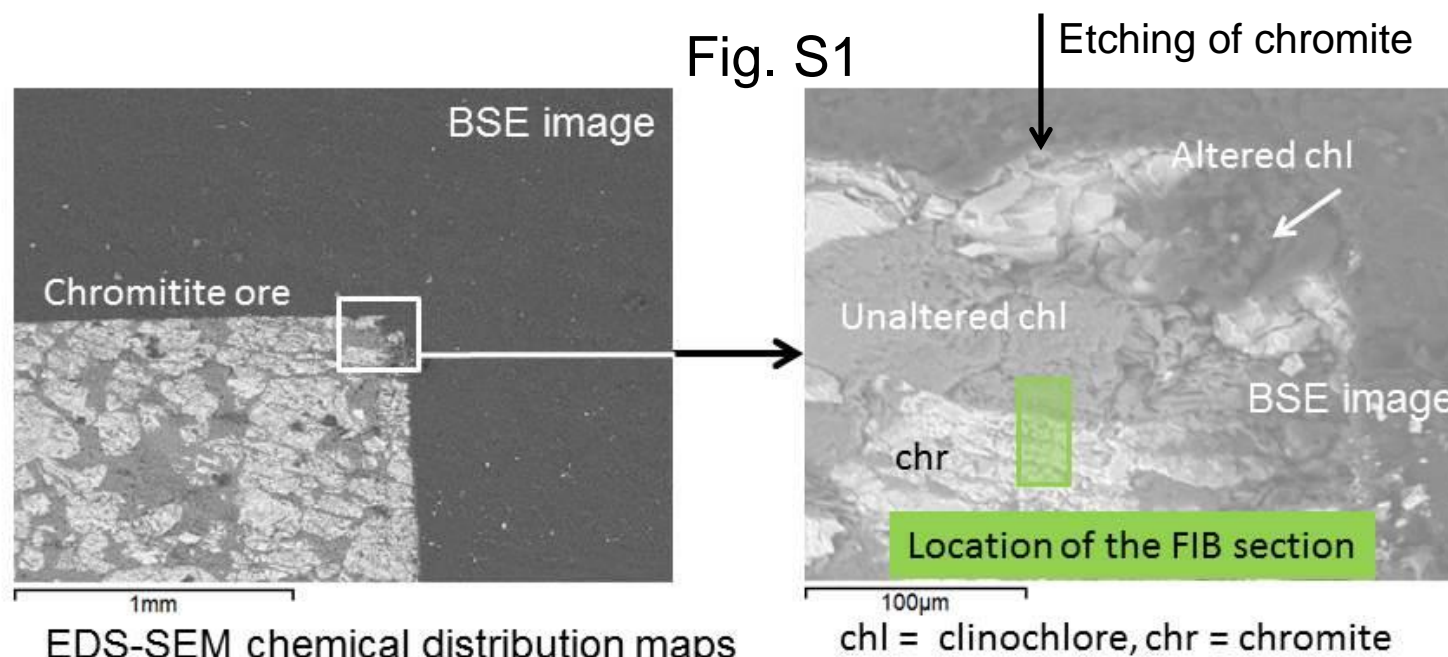 Fig. S1
Etching of chromite
BSE image
Chromitite ore
Altered chl
Unaltered chl
BSE image
chr
Location of the FIB section
1mm
100µm
EDS-SEM chemical distribution maps
chl = clinochlore, chr = chromite